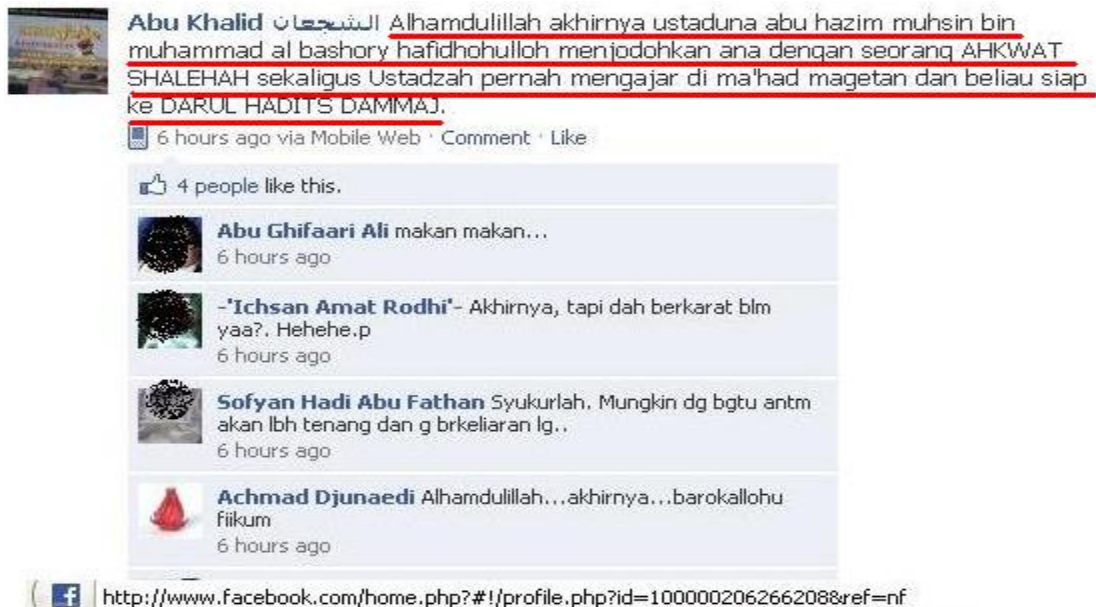 Abu Khalid الشجعان Alhamdulillah akhirnya ustaduna abu hazim muhsin bin
muhammad al bashory hafidhohulloh menjodohkan ana dengan seorang AHKWAT
SHALEHAH sekaligus Ustadzah pernah mengajar di ma'had magetan dan beliau siap
ke DARUL HADITS DAMMAJ.
6 hours ago via Mobile Web · Comment · Like
4 people like this.
Abu Ghifaari Ali makan makan...
6 hours ago
-'Ichsan Amat Rodhi'- Akhirnya, tapi dah berkarat blm
yaa?. Hehehe.p
6 hours ago
Sofyan Hadi Abu Fathan Syukurlah. Mungkin dg bgtu antm
akan lbh tenang dan g brkeliaran lg..
6 hours ago
Achmad Djunaedi Alhamdulillah...akhirnya...barokallohu
fiikum
6 hours ago
http://www.facebook.com/home.php?#!/profile.php?id=100000206266208&ref=nf